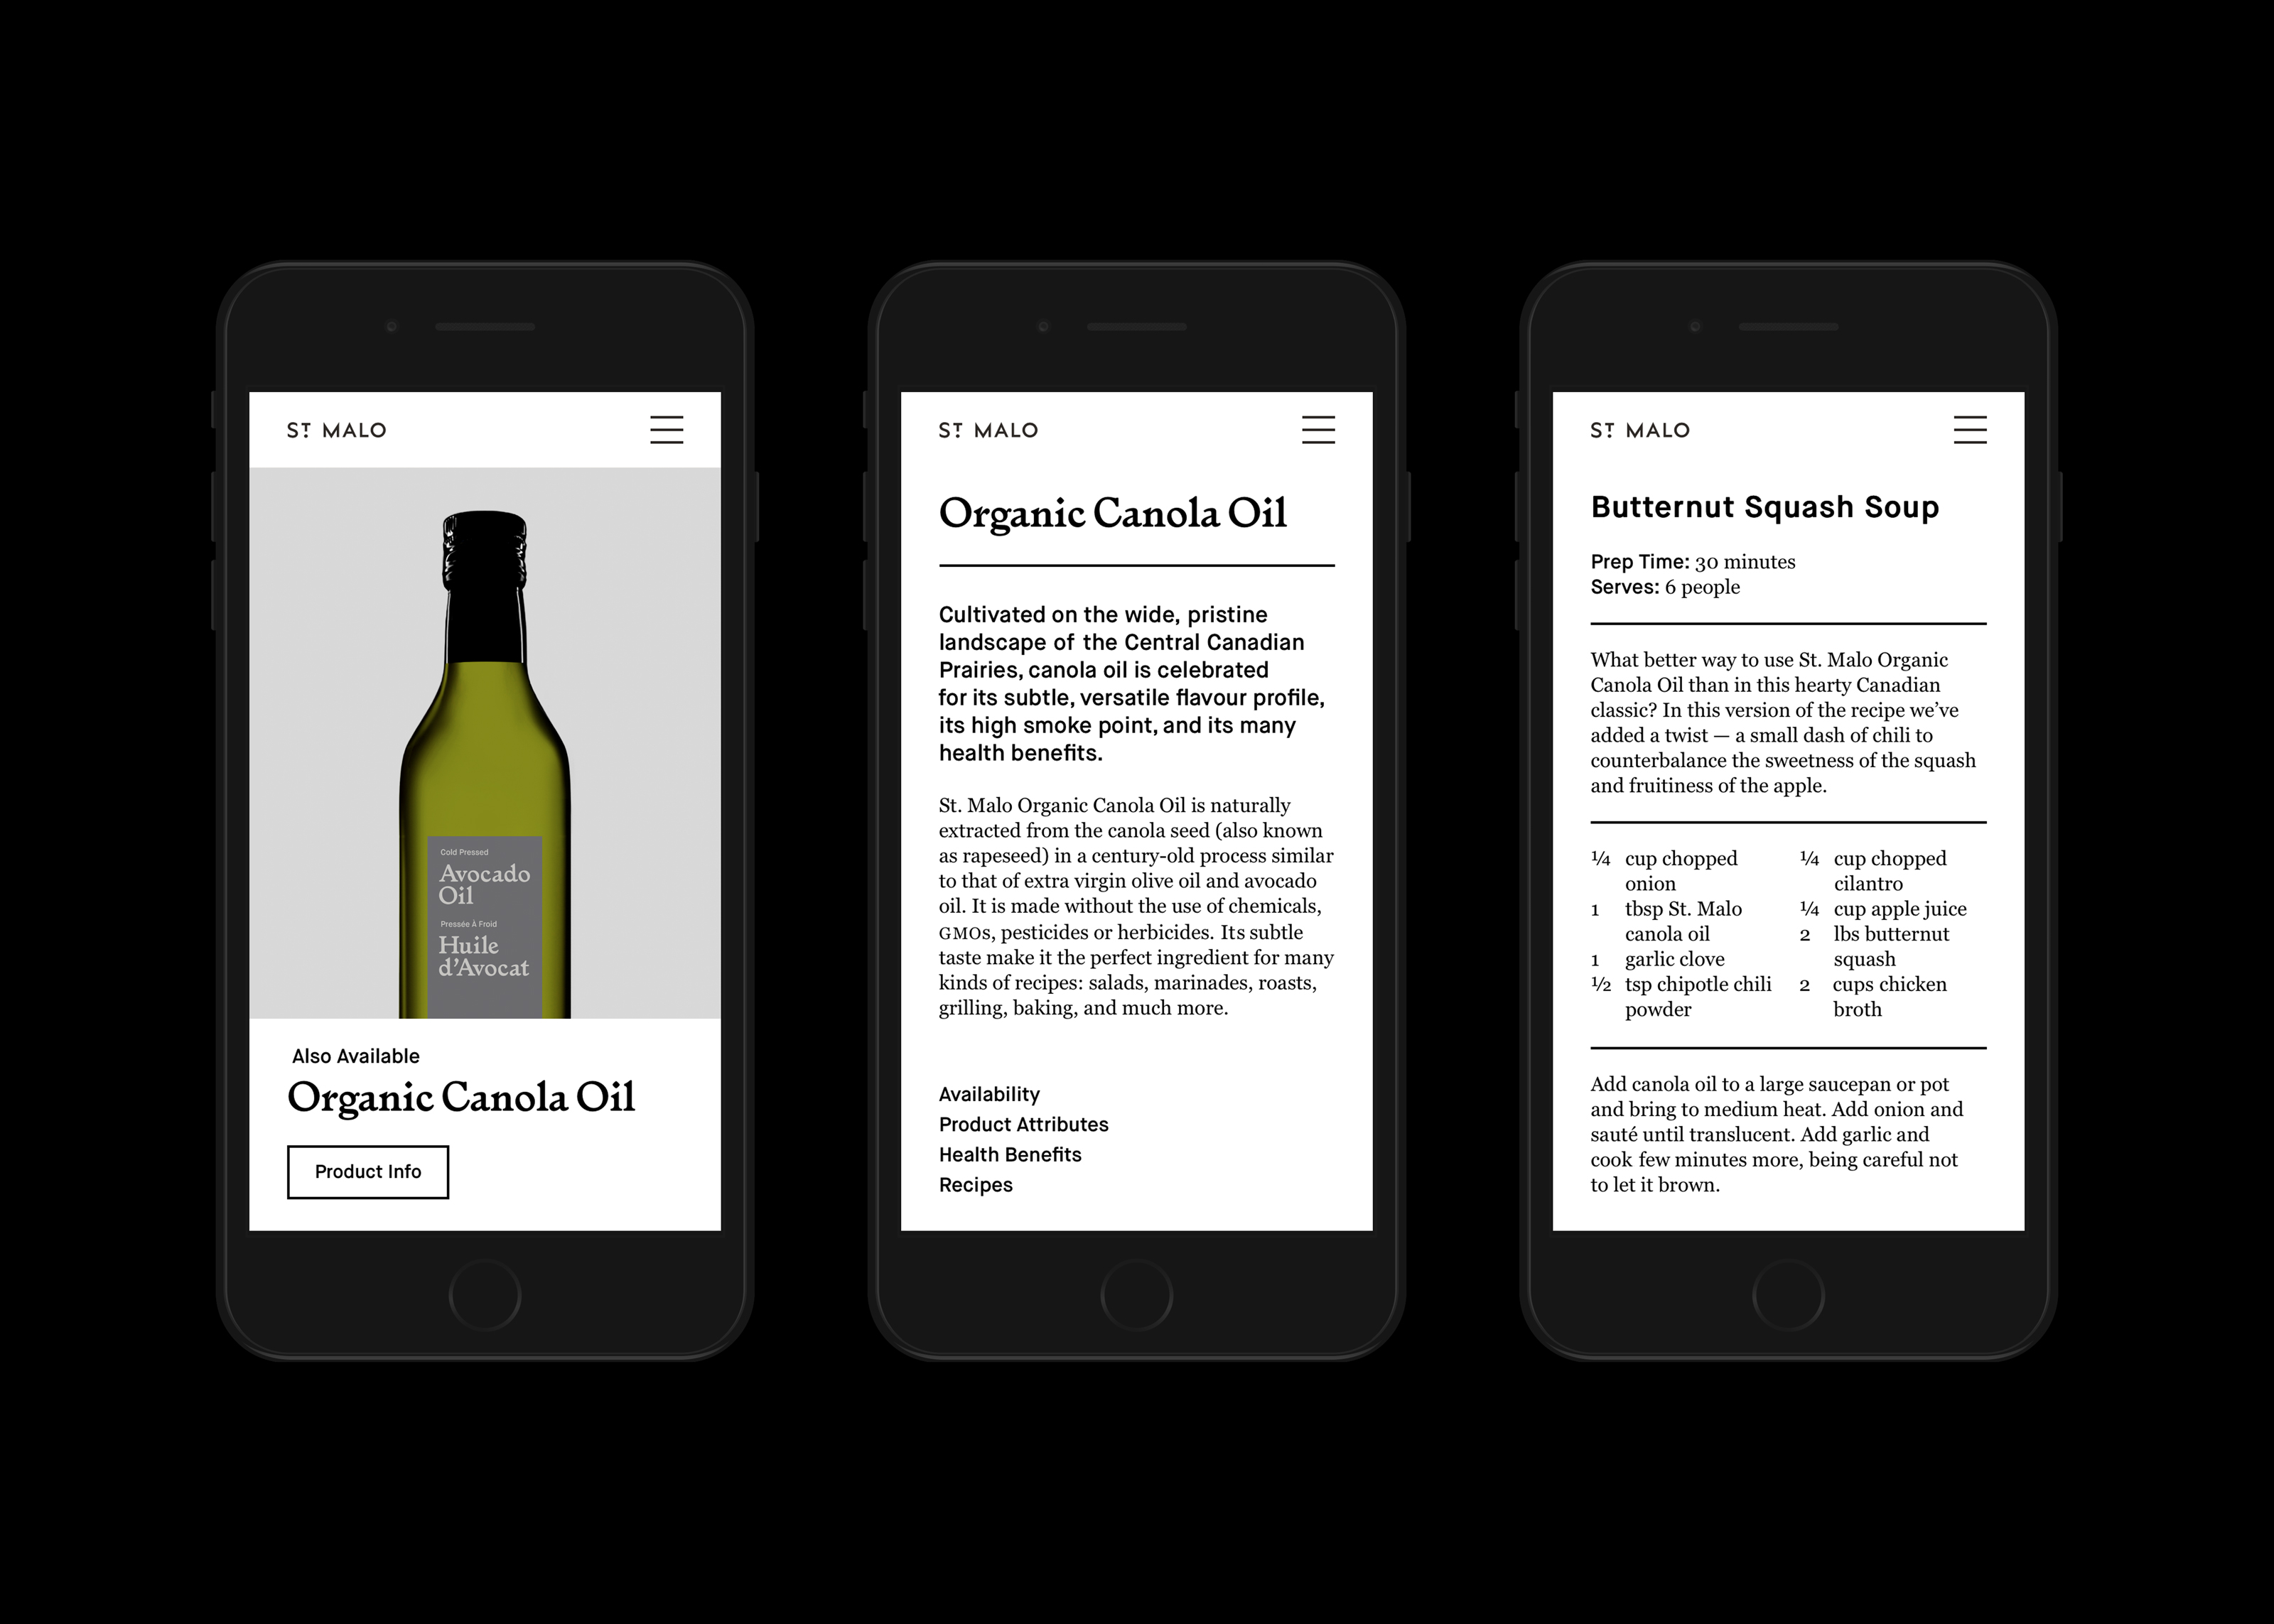 ST MALO
Cold Pressed
Avocado
Oil
Pressée À Froid
Huile
d’Avocat
Also Available
Organic Canola Oil
Product Info
ST MALO
Organic Canola Oil
Cultivated on the wide, pristine
landscape of the Central Canadian
Prairies, canola oil is celebrated
for its subtle, versatile flavour profile,
its high smoke point, and its many
health benefits.
St. Malo Organic Canola Oil is naturally
extracted from the canola seed (also known
as rapeseed) in a century-old process similar
to that of extra virgin olive oil and avocado
oil. It is made without the use of chemicals,
GMOs, pesticides or herbicides. Its subtle
taste make it the perfect ingredient for many
kinds of recipes: salads, marinades, roasts,
grilling, baking, and much more.
Availability
Product Attributes
Health Benefits
Recipes
ST MALO
Butternut Squash Soup
Prep Time: 30 minutes
Serves: 6 people
What better way to use St. Malo Organic
Canola Oil than in this hearty Canadian
classic? In this version of the recipe we’ve
added a twist — a small dash of chili to
counterbalance the sweetness of the squash
and fruitiness of the apple.
¼ cup chopped
onion
1 tbsp St. Malo
canola oil
1 garlic clove
½ tsp chipotle chili
powder
¼ cup chopped
cilantro
¼ cup apple juice
2 lbs butternut
squash
2 cups chicken
broth
Add canola oil to a large saucepan or pot
and bring to medium heat. Add onion and
sauté until translucent. Add garlic and
cook few minutes more, being careful not
to let it brown.